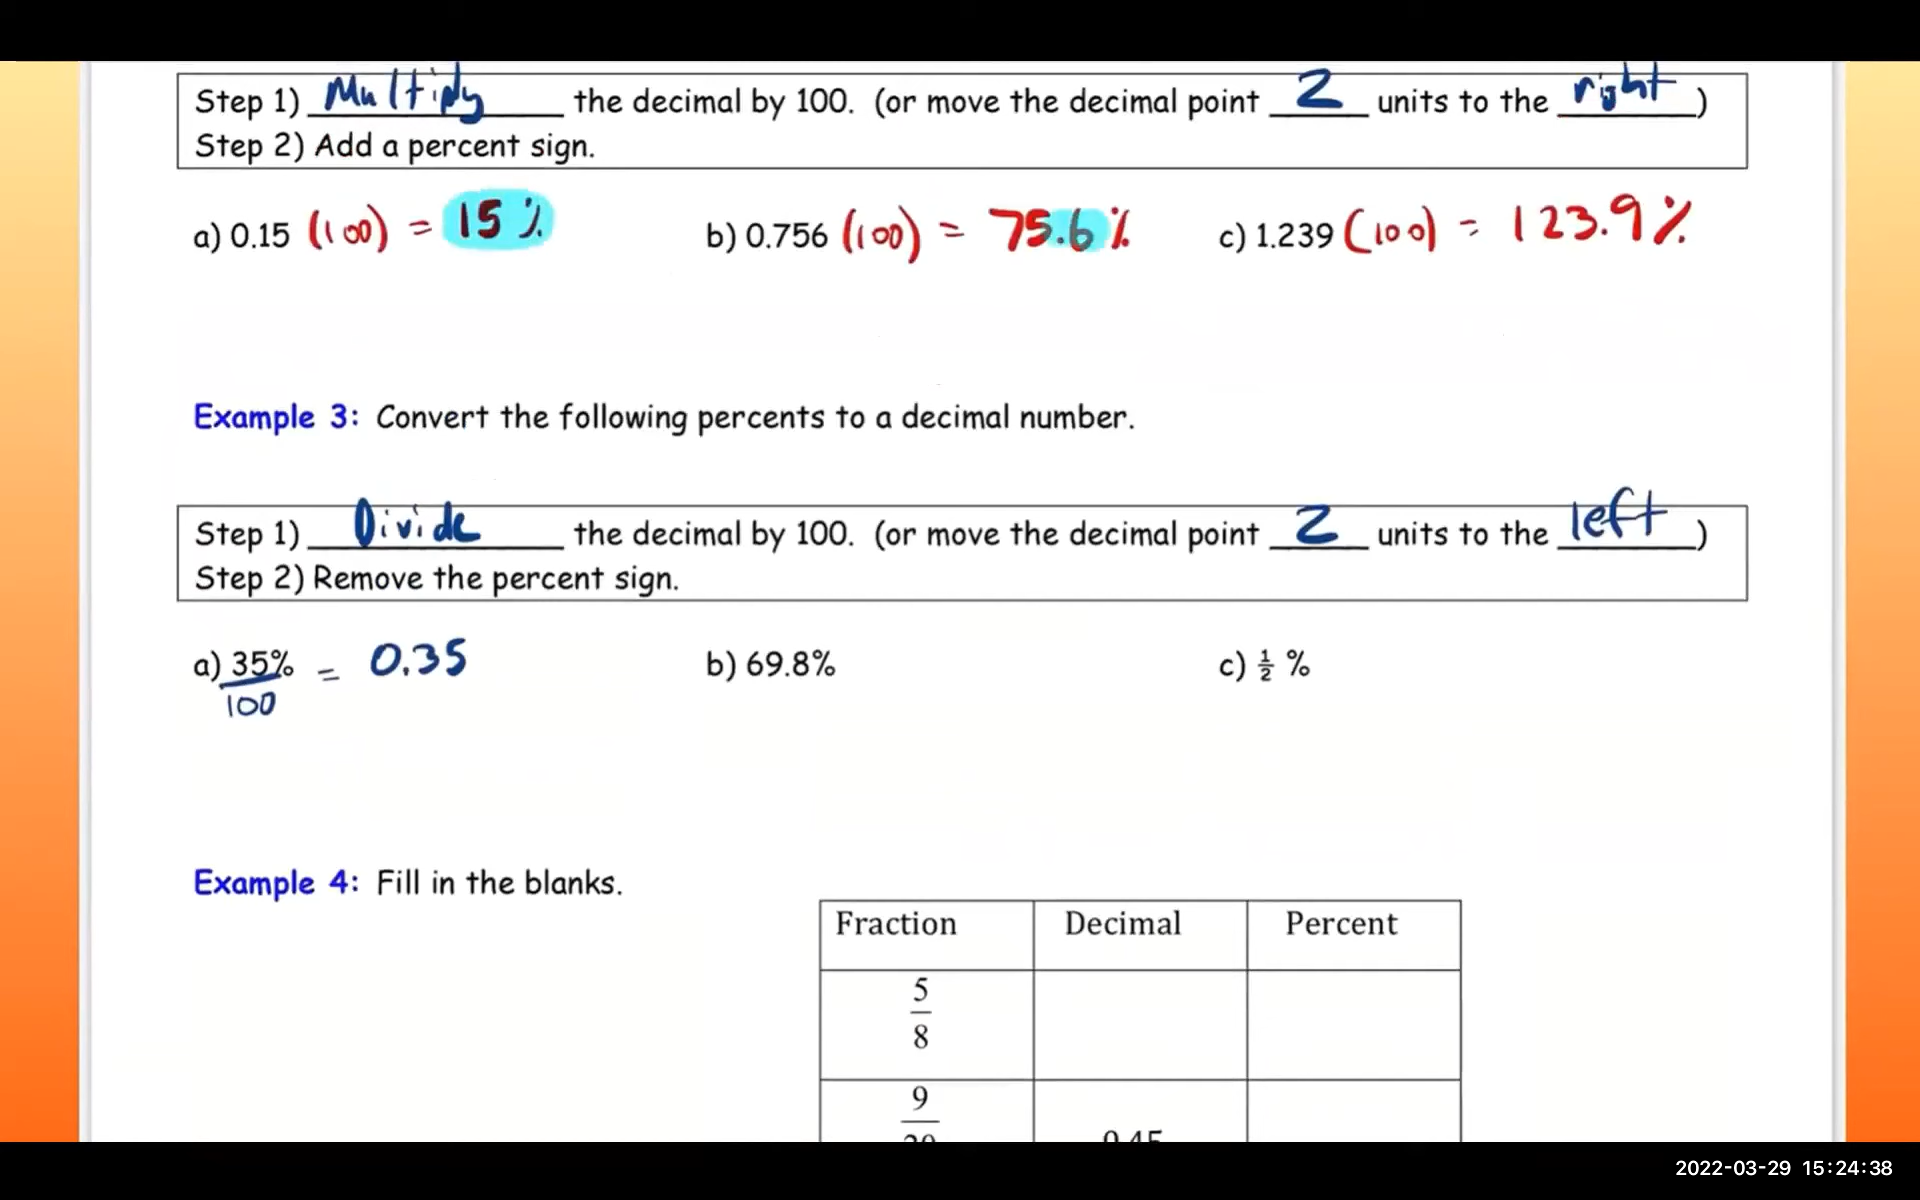 Step 1) Multiply the decimal by 100. (or move the decimal point 2 units to the right)
Step 2) Add a percent sign.
a) 0.15 (100) = 15% b) 0.756 (100) = 75.6% c) 1.239 (100) = 123.9%
Example 3: Convert the following percents to a decimal number.
Step 1) Divide the decimal by 100. (or move the decimal point 2 units to the left)
Step 2) Remove the percent sign.
a) 35% = 0.35 b) 69.8% c) ½ %
100
Example 4: Fill in the blanks.
Fraction Decimal Percent
5
8
9
20 0.45
2022-03-29 15:24:38